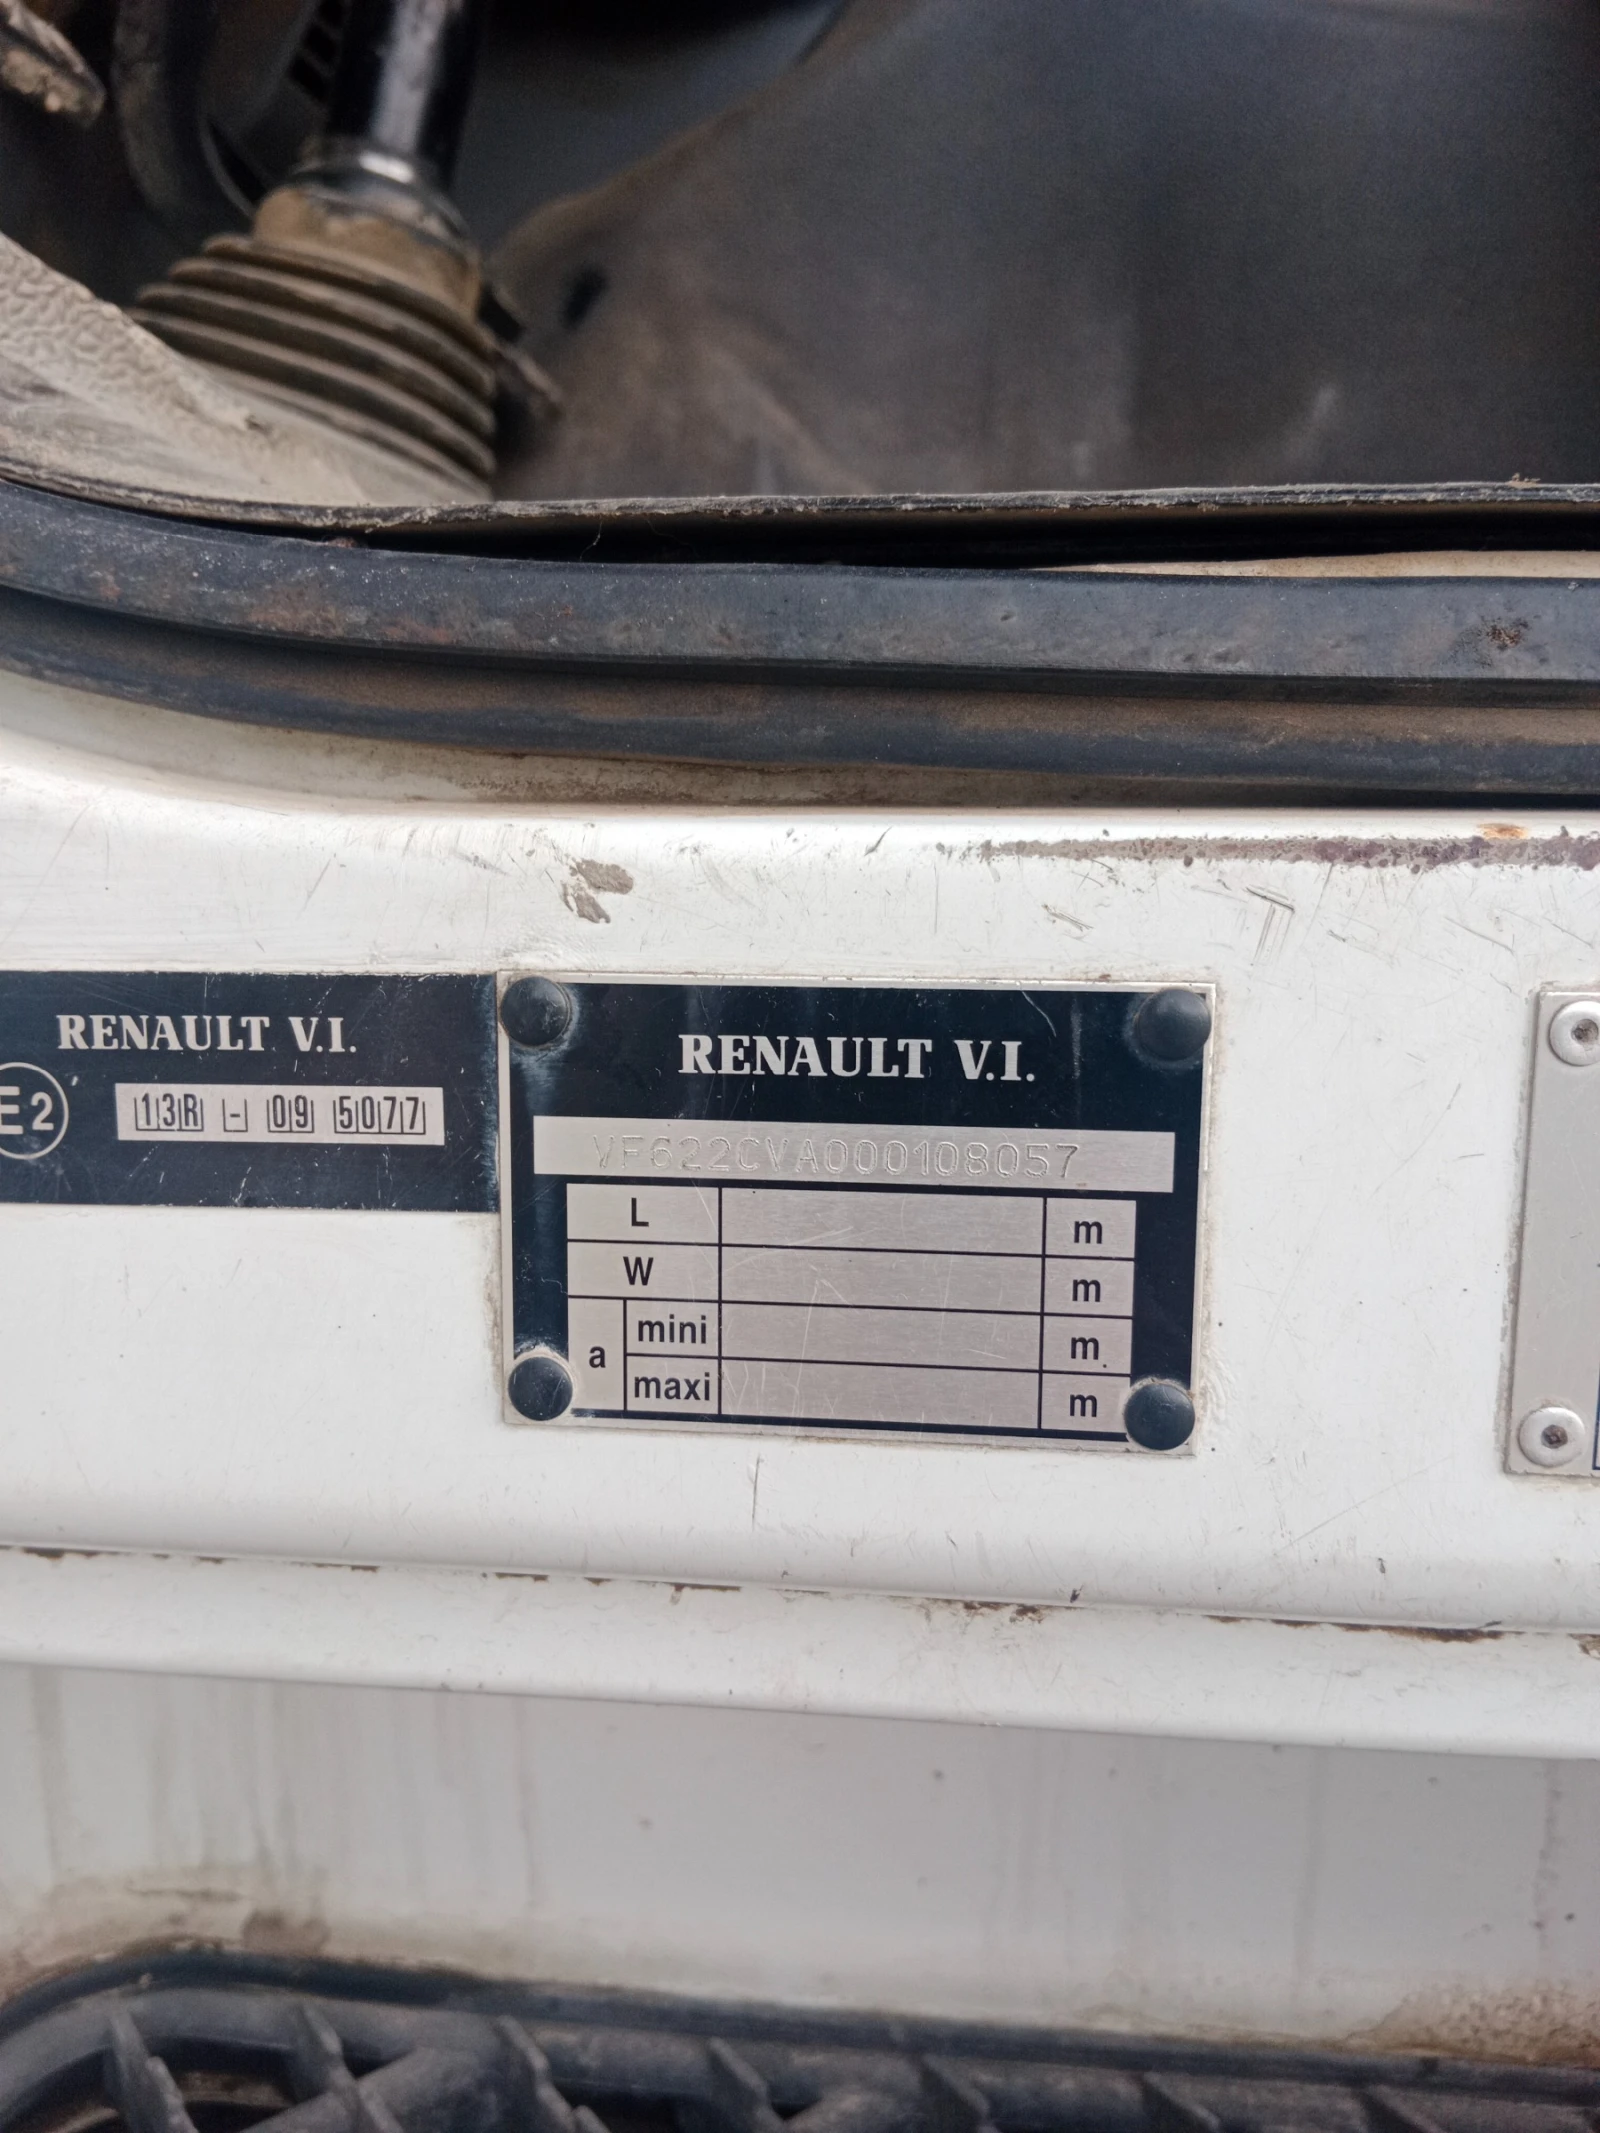 RENAULT V.I.
E2 13R - 09 5077
RENAULT V.I.
VF622CVA000108057
L m
W m
a mini m
maxi m